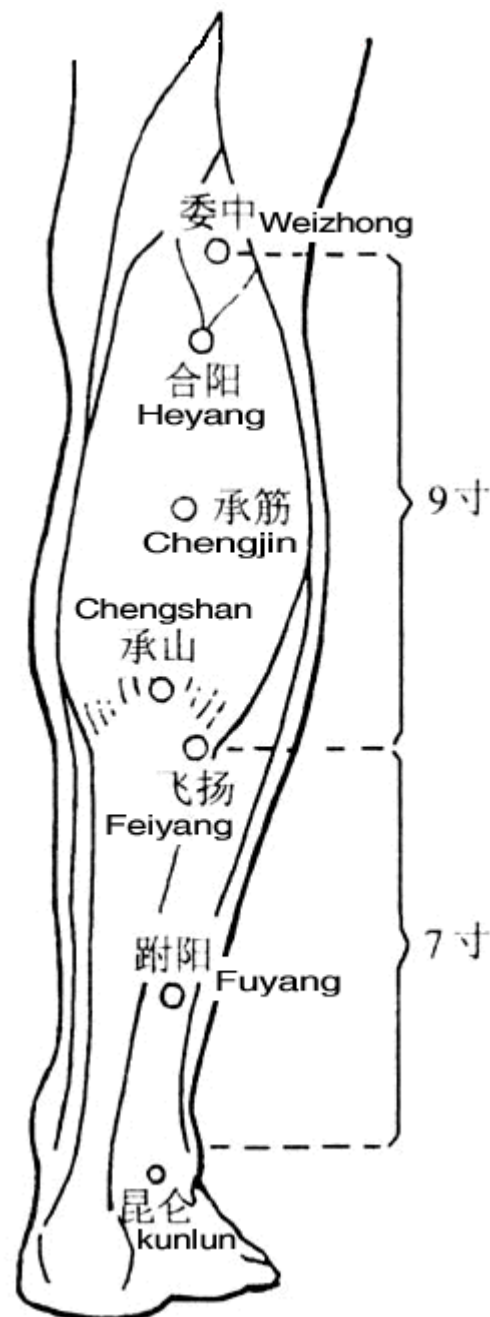 委中 Weizhong
合阳
Heyang
承筋
Chengjin
9寸
Chengshan
承山
飞扬
Feiyang
跗阳 Fuyang
7寸
昆仑
kunlun